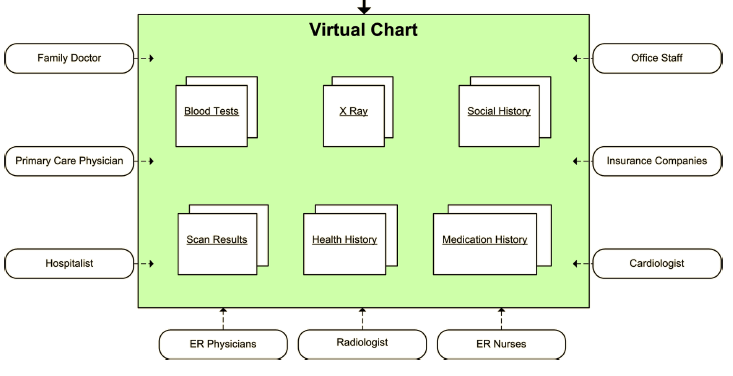 Virtual Chart
Family Doctor
Office Staff
Blood Tests
X Ray
Social History
Primary Care Physician
Insurance Companies
Scan Results
Health History
Medication History
Hospitalist
Cardiologist
ER Physicians
Radiologist
ER Nurses